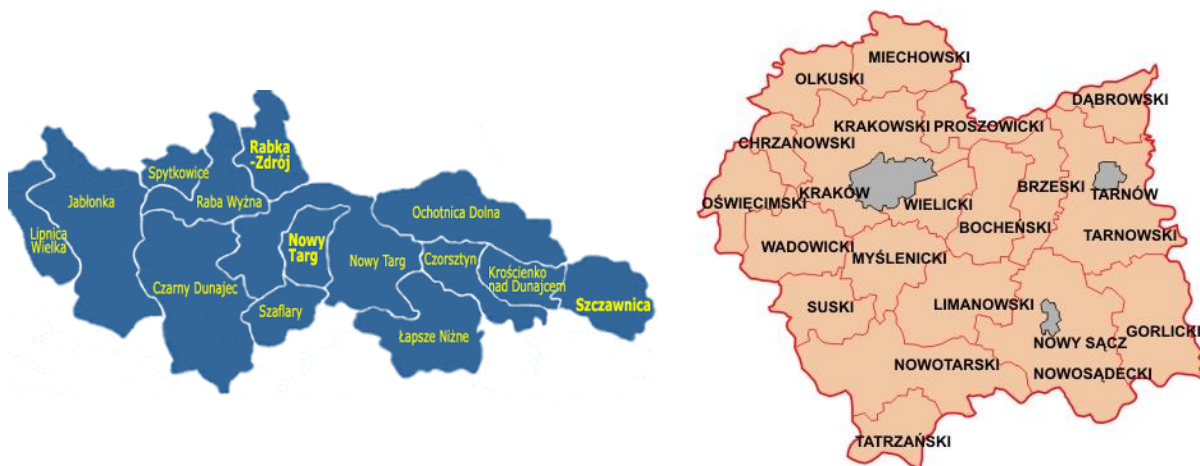 Rabka
-Zdrój
Spytkowice
Jabłonka
Raba Wyżna
Ochotnica Dolna
Lipnica
Wielka
Nowy
Targ
Nowy Targ
Czorsztyn
Krościenko
nad Dunajcem
Czarny Dunajec
Szczawnica
Szaflary
Łapsze Niżne
MIECHOWSKI
OLKUSKI
DĄBROWSKI
KRAKOWSKI
PROSZOWICKI
CHRZANOWSKI
KRAKÓW
BRZESKI
TARNÓW
OŚWIĘCIMSKI
WIELICKI
BOCHEŃSKI
TARNOWSKI
WADOWICKI
MYŚLENICKI
SUSKI
LIMANOWSKI
GORLICKI
NOWY SĄCZ
NOWOTARSKI
NOWOSĄDECKI
TATRZAŃSKI